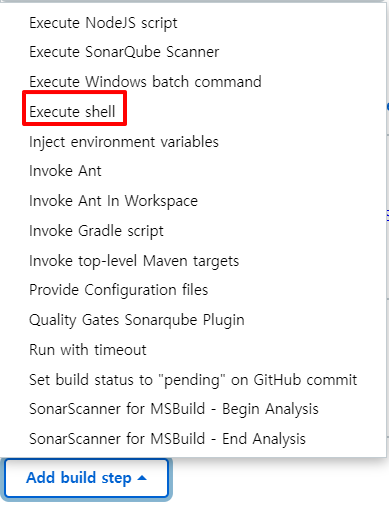 Execute NodeJS script
Execute SonarQube Scanner
Execute Windows batch command
Execute shell
Inject environment variables
Invoke Ant
Invoke Ant In Workspace
Invoke Gradle script
Invoke top-level Maven targets
Provide Configuration files
Quality Gates Sonarqube Plugin
Run with timeout
Set build status to "pending" on GitHub commit
SonarScanner for MSBuild - Begin Analysis
SonarScanner for MSBuild - End Analysis
Add build step